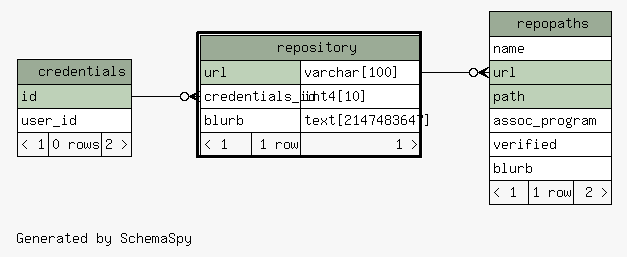 credentials
id
user_id
< 1 0 rows 2 >
repository
url varchar[100]
credentials_id int4[10]
blurb text[2147483647]
< 1 1 row 1 >
repopaths
name
url
path
assoc_program
verified
blurb
< 1 1 row 2 >
Generated by SchemaSpy